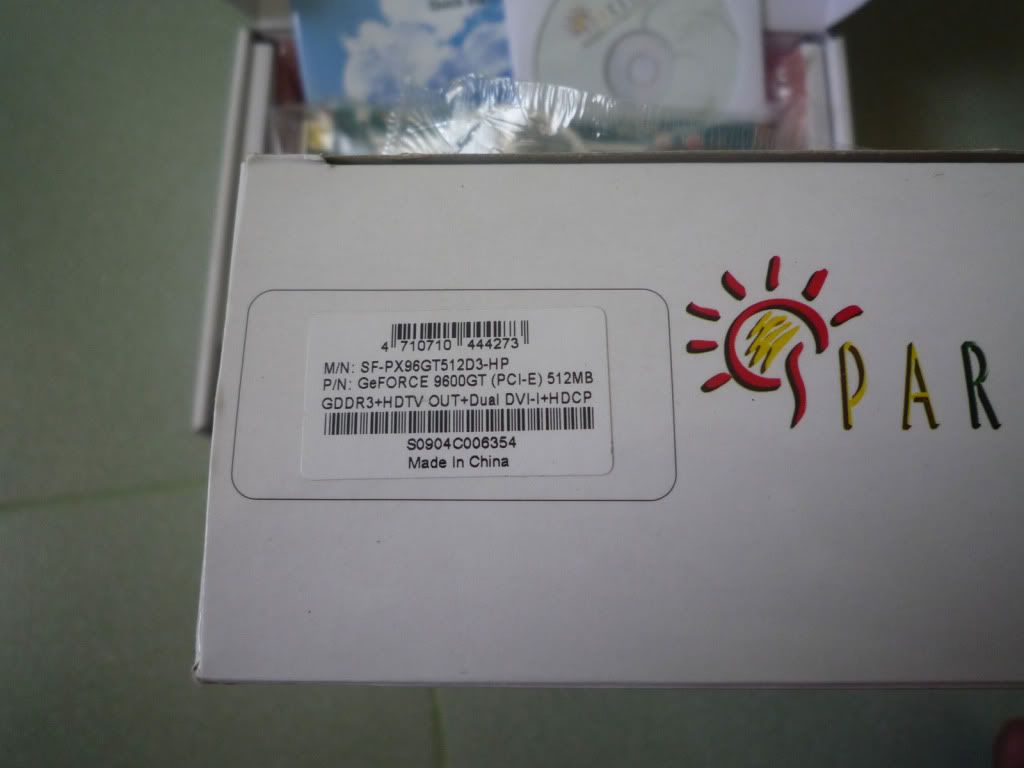 4 710710 444273
M/N: SF-PX96GT512D3-HP
P/N: GeFORCE 9600GT (PCI-E) 512MB
GDDR3+HDTV OUT+Dual DVI-I+HDCP
S0904C006354
Made In China
SPAR